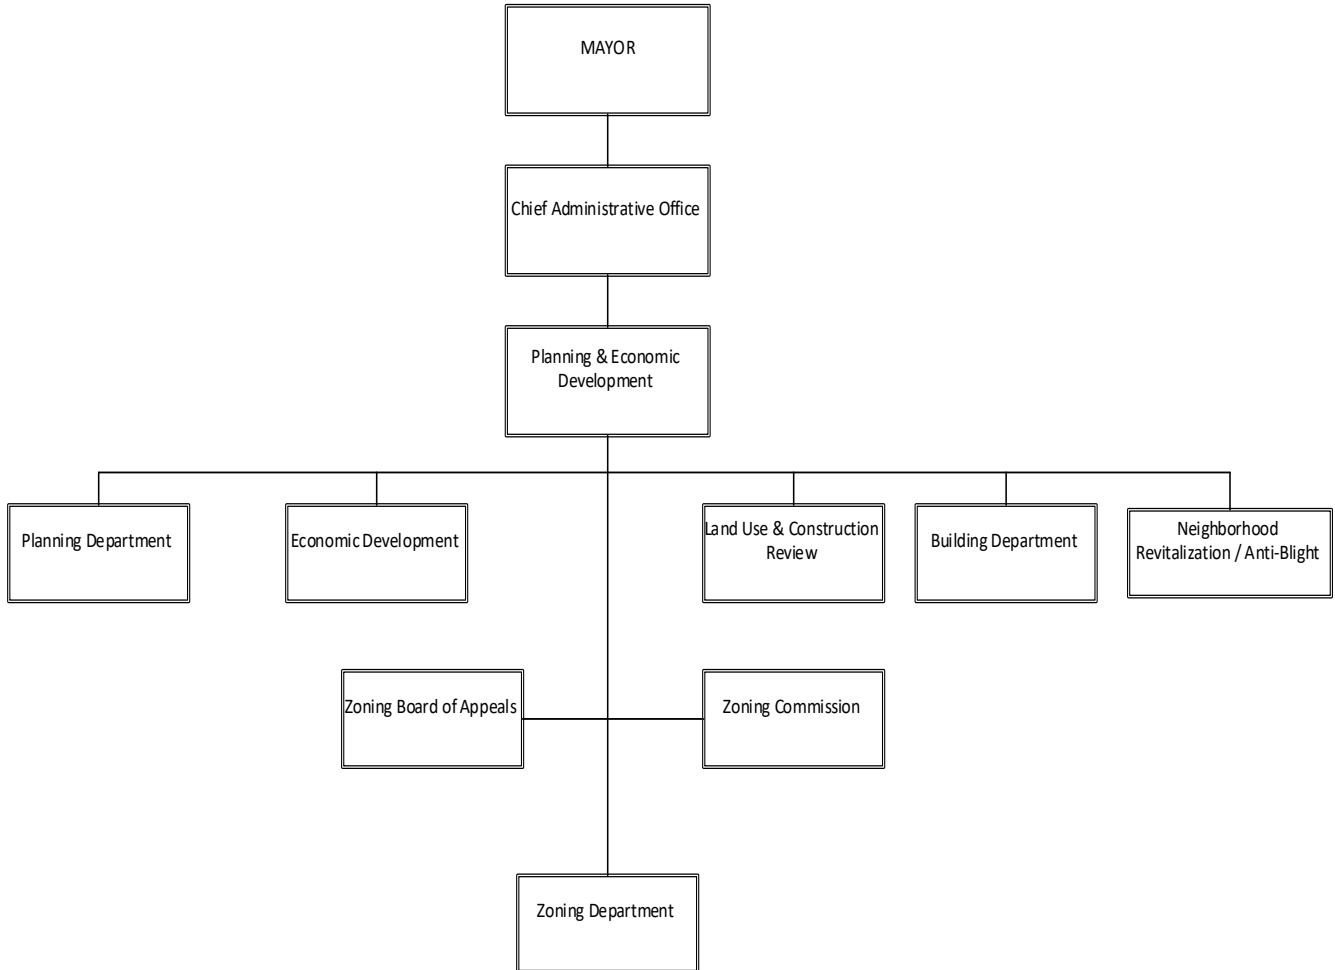 MAYOR
Chief Administrative Office
Planning & Economic
Development
Planning Department
Economic Development
Land Use & Construction
Review
Building Department
Neighborhood
Revitalization / Anti-Blight
Zoning Board of Appeals
Zoning Commission
Zoning Department